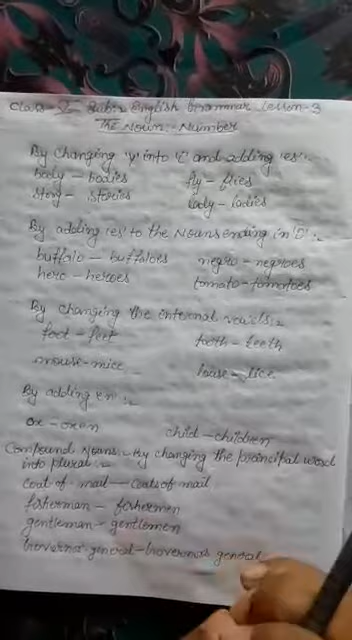 Class-V Sub:- English Grammar Lesson-3
The Noun:- Number
By changing 'y' into 'i' and adding 'es':-
body - bodies fly - flies
story - stories lady - ladies
By adding 'es' to the Nouns ending in 'o':-
buffalo - buffaloes negro - negroes
hero - heroes tomato - tomatoes
By changing the internal vowels:-
foot - feet tooth - teeth
mouse - mice louse - lice
By adding 'en':-
ox - oxen child - children
Compound Nouns:- By changing the principal word
into plural:-
coat of mail - coats of mail
fisherman - fishermen
gentleman - gentlemen
Governor general - Governors general